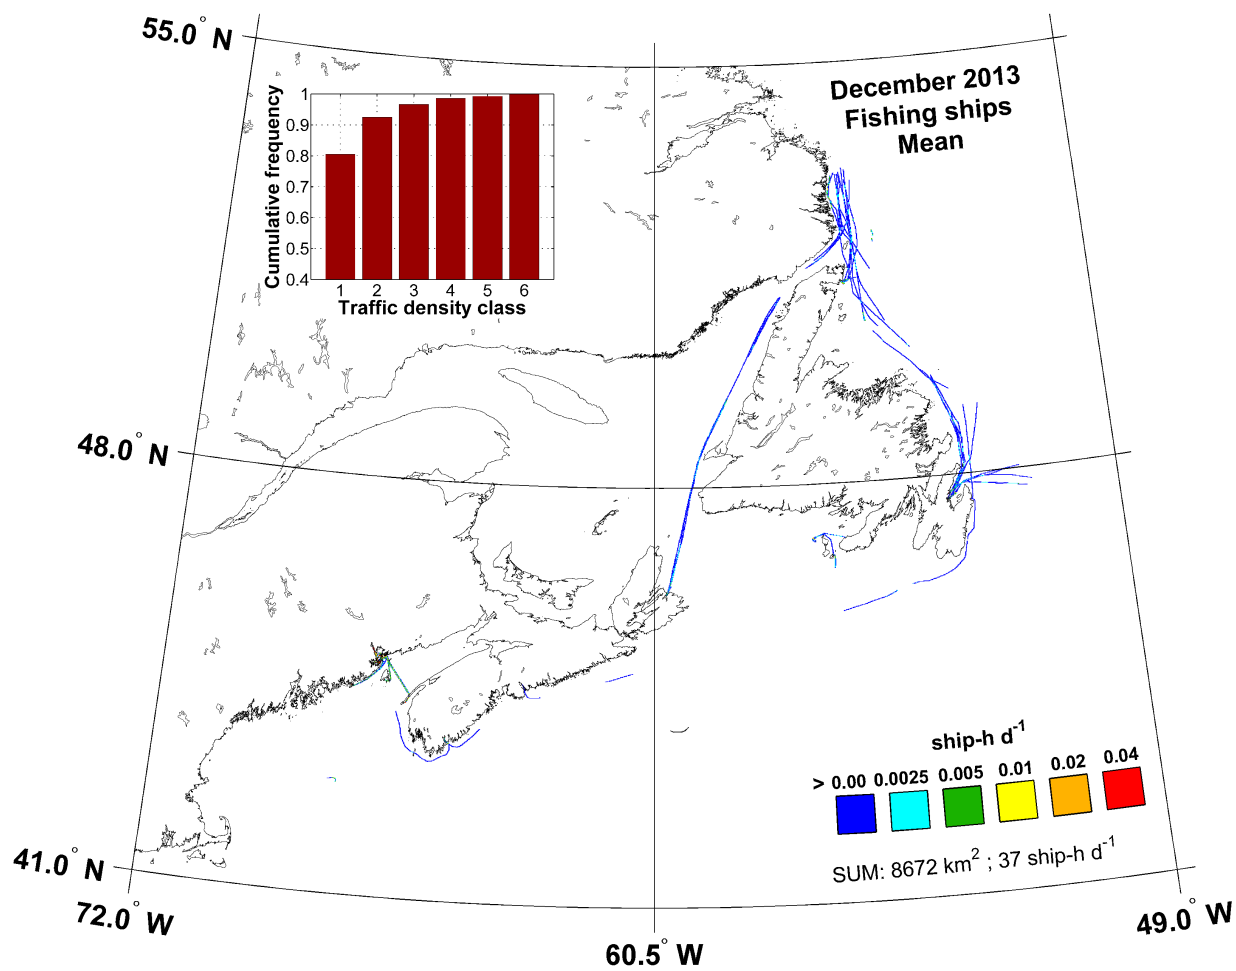 55.0° N
December 2013
Fishing ships
Mean
Cumulative frequency
1
0.9
0.8
0.7
0.6
0.5
0.4
1 2 3 4 5 6
Traffic density class
48.0° N
ship-h d-1
> 0.00 0.0025 0.005 0.01 0.02 0.04
SUM: 8672 km2 ; 37 ship-h d-1
41.0° N
72.0° W
60.5° W
49.0° W